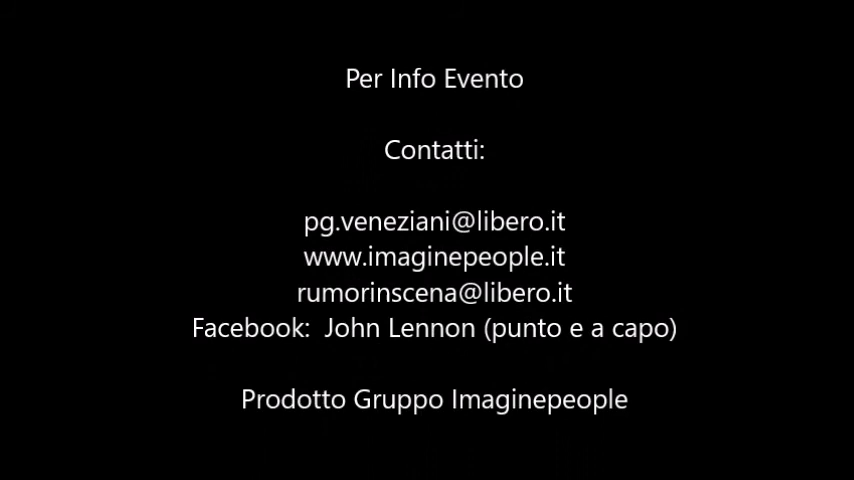 Per Info Evento
Contatti:
pg.veneziani@libero.it
www.imaginepeople.it
rumorinscena@libero.it
Facebook:  John Lennon (punto e a capo)
Prodotto Gruppo Imaginepeople